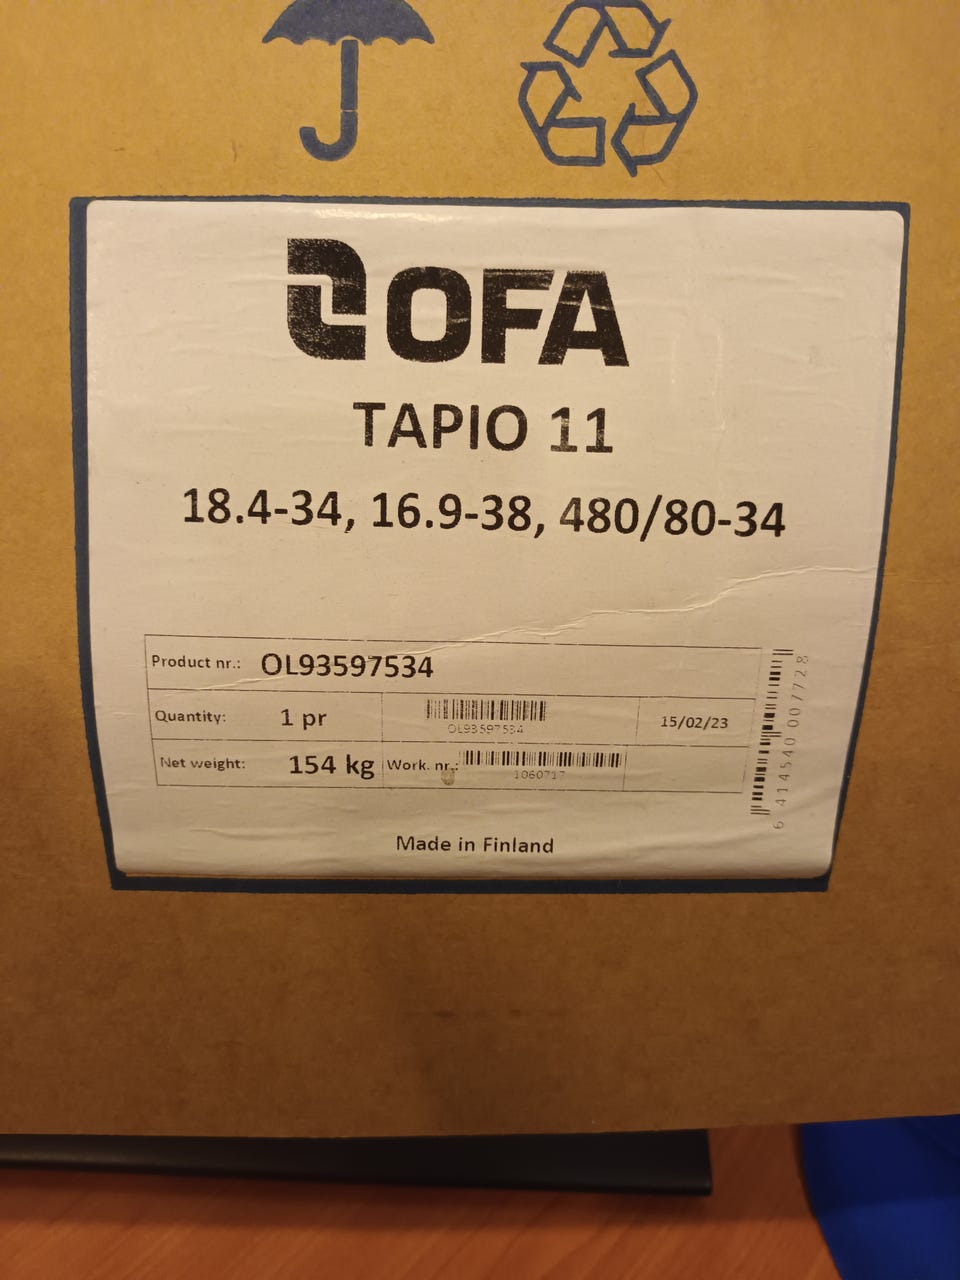 OFA
TAPIO 11
18.4-34, 16.9-38, 480/80-34
Product nr.: OL93597534
Quantity: 1 pr OL93597534 15/02/23
Net weight: 154 kg Work. nr.: 1060717
6 414540 007728
Made in Finland